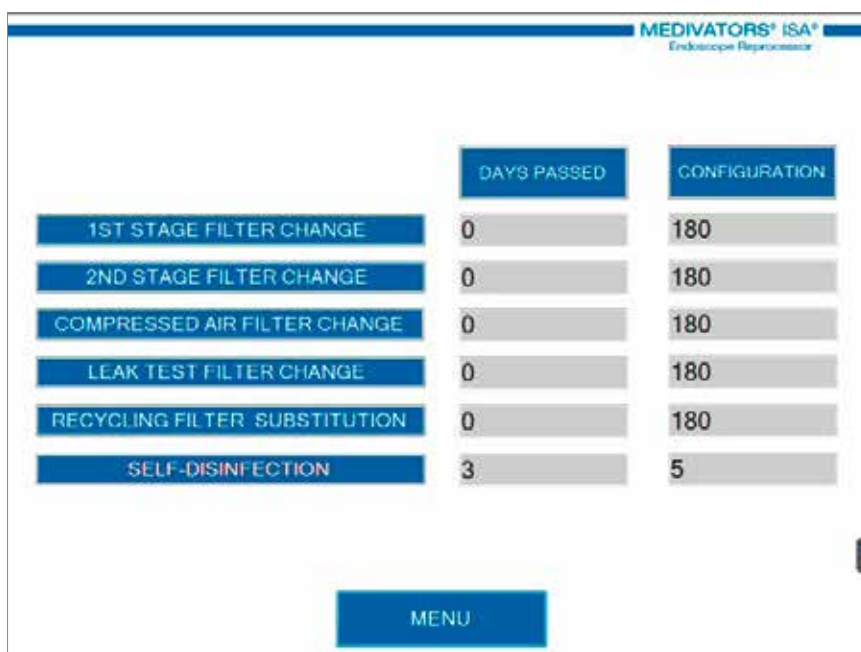 MEDIVATORS® ISA®
Endoscope Reprocessor
DAYS PASSED CONFIGURATION
1ST STAGE FILTER CHANGE 0 180
2ND STAGE FILTER CHANGE 0 180
COMPRESSED AIR FILTER CHANGE 0 180
LEAK TEST FILTER CHANGE 0 180
RECYCLING FILTER SUBSTITUTION 0 180
SELF-DISINFECTION 3 5
MENU